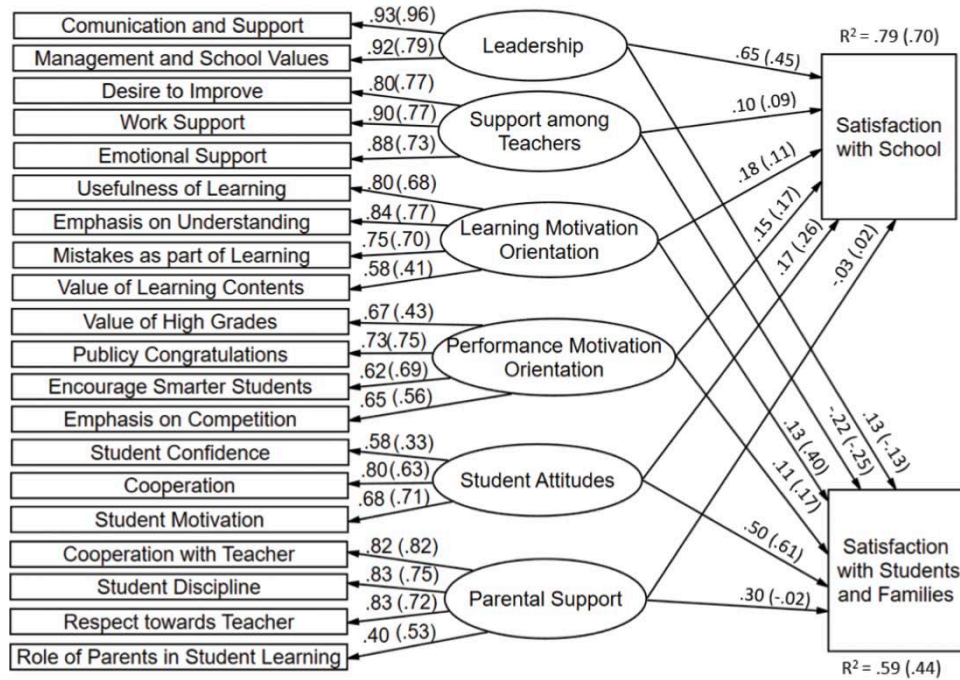 Comunication and Support
Management and School Values
Desire to Improve
Work Support
Emotional Support
Usefulness of Learning
Emphasis on Understanding
Mistakes as part of Learning
Value of Learning Contents
Value of High Grades
Publicy Congratulations
Encourage Smarter Students
Emphasis on Competition
Student Confidence
Cooperation
Student Motivation
Cooperation with Teacher
Student Discipline
Respect towards Teacher
Role of Parents in Student Learning
.93(.96)
.92(.79)
.80(.77)
.90(.77)
.88(.73)
.80(.68)
.84(.77)
.75(.70)
.58(.41)
.67(.43)
.73(.75)
.62(.69)
.65 (.56)
.58(.33)
.80(.63)
.68 (.71)
.82 (.82)
.83 (.75)
.83 (.72)
.40 (.53)
Leadership
Support among
Teachers
Learning Motivation
Orientation
Performance Motivation
Orientation
Student Attitudes
Parental Support
.65 (.45)
.10 (.09)
.18 (.11)
.15 (.17)
.17 (.26)
-.03 (.02)
.13 (-.13)
-.22 (-.25)
.13 (.40)
.11 (.17)
.50 (.61)
.30 (-.02)
R² = .79 (.70)
Satisfaction
with School
Satisfaction
with Students
and Families
R² = .59 (.44)